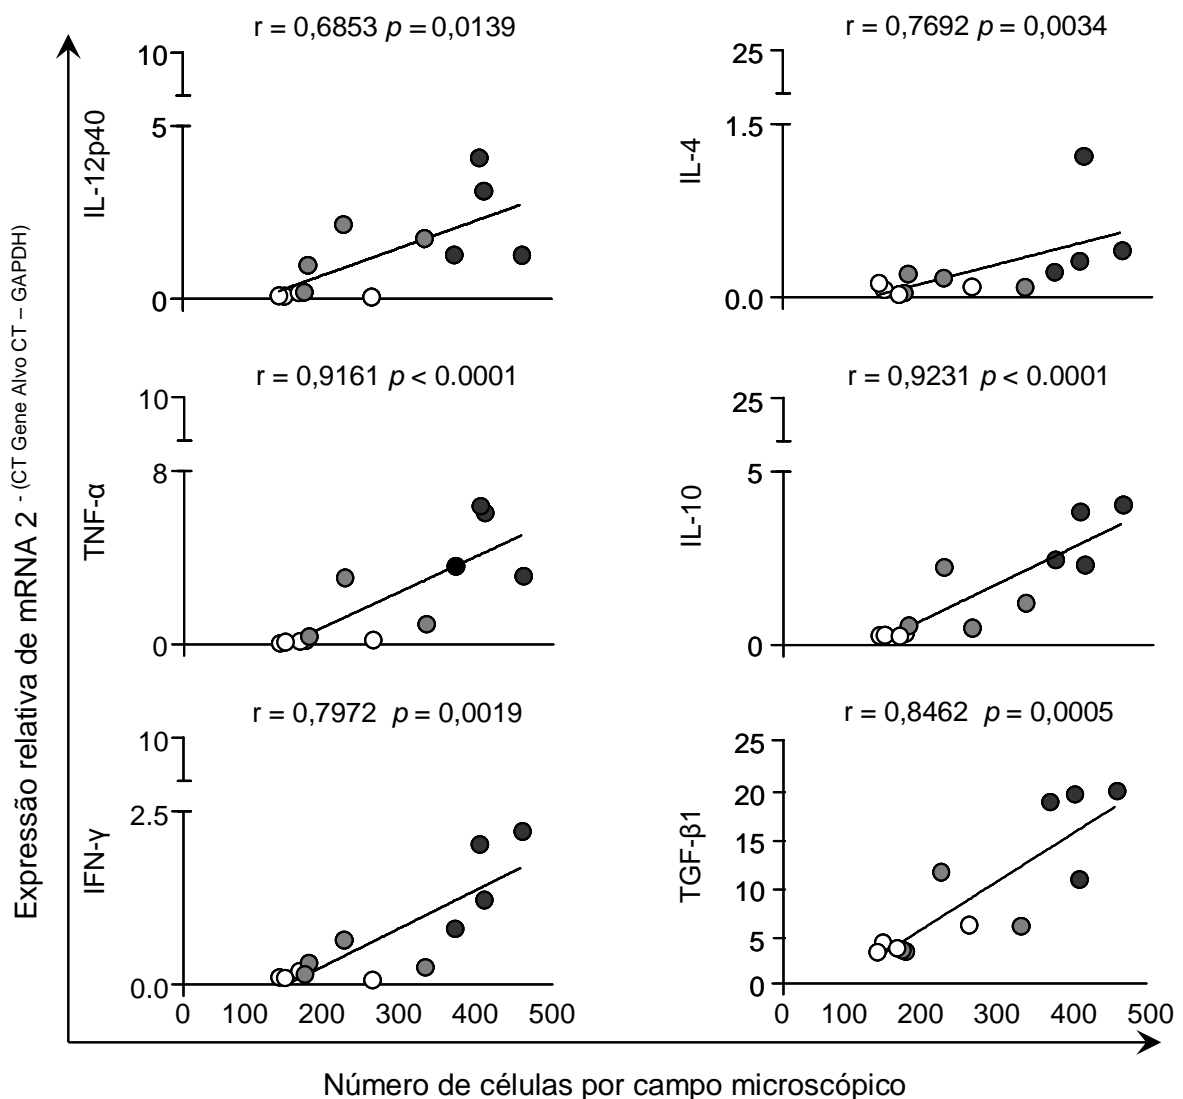 r = 0,6853 p = 0,0139
10
5
0
IL-12p40
r = 0,7692 p = 0,0034
25
1.5
0.0
IL-4
r = 0,9161 p < 0.0001
10
8
0
TNF-α
r = 0,9231 p < 0.0001
25
5
0
IL-10
r = 0,7972 p = 0,0019
10
2.5
0.0
IFN-γ
0 100 200 300 400 500
r = 0,8462 p = 0,0005
25
20
15
10
5
0
TGF-β1
0 100 200 300 400 500
Expressão relativa de mRNA 2 - (CT Gene Alvo CT – GAPDH)
Número de células por campo microscópico